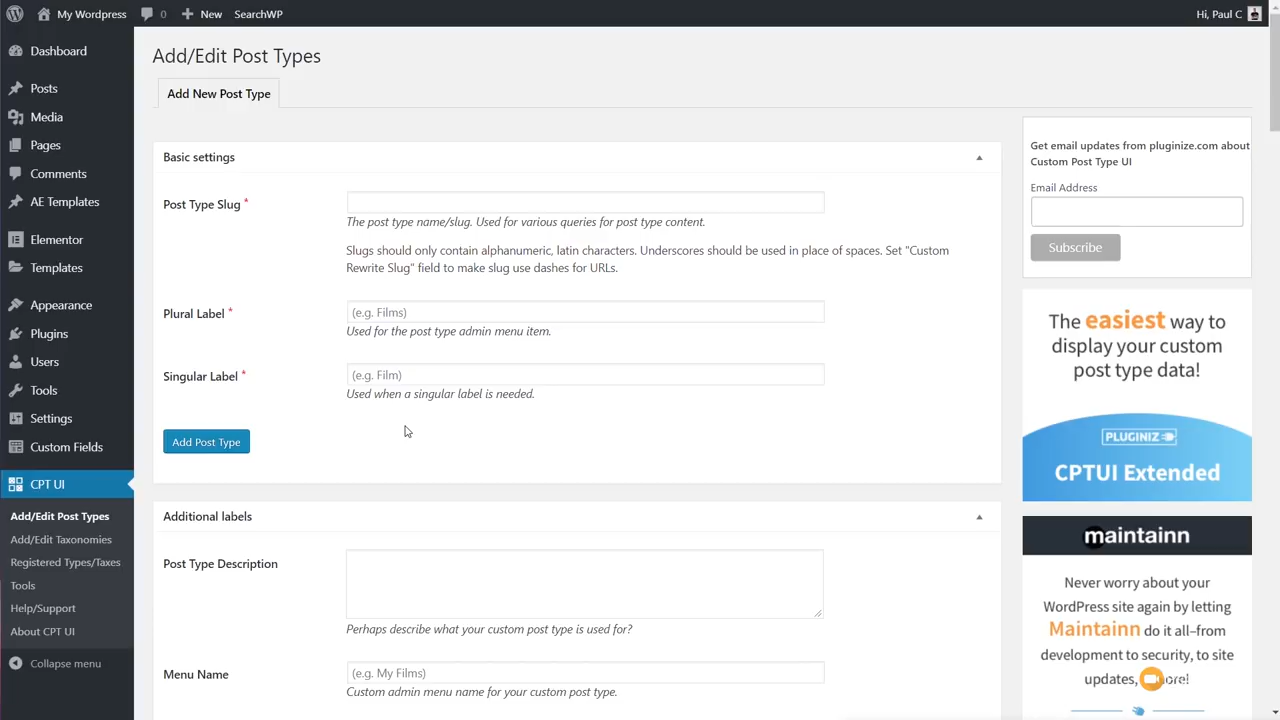 My Wordpress
0
New
SearchWP
Hi, Paul C
Dashboard
Posts
Media
Pages
Comments
AE Templates
Elementor
Templates
Appearance
Plugins
Users
Tools
Settings
Custom Fields
CPT UI
Add/Edit Post Types
Add/Edit Taxonomies
Registered Types/Taxes
Tools
Help/Support
About CPT UI
Collapse menu
Add/Edit Post Types
Add New Post Type
Basic settings
Post Type Slug *
The post type name/slug. Used for various queries for post type content.
Slugs should only contain alphanumeric, latin characters. Underscores should be used in place of spaces. Set "Custom
Rewrite Slug" field to make slug use dashes for URLs.
Plural Label *
(e.g. Films)
Used for the post type admin menu item.
Singular Label *
(e.g. Film)
Used when a singular label is needed.
Add Post Type
Additional labels
Post Type Description
Perhaps describe what your custom post type is used for?
Menu Name
(e.g. My Films)
Custom admin menu name for your custom post type.
Get email updates from pluginize.com about
Custom Post Type UI
Email Address
Subscribe
The easiest way to
display your custom
post type data!
PLUGINIZ
CPTUI Extended
maintainn
Never worry about your
WordPress site again by letting
Maintainn do it all–from
development to security, to site
updates,